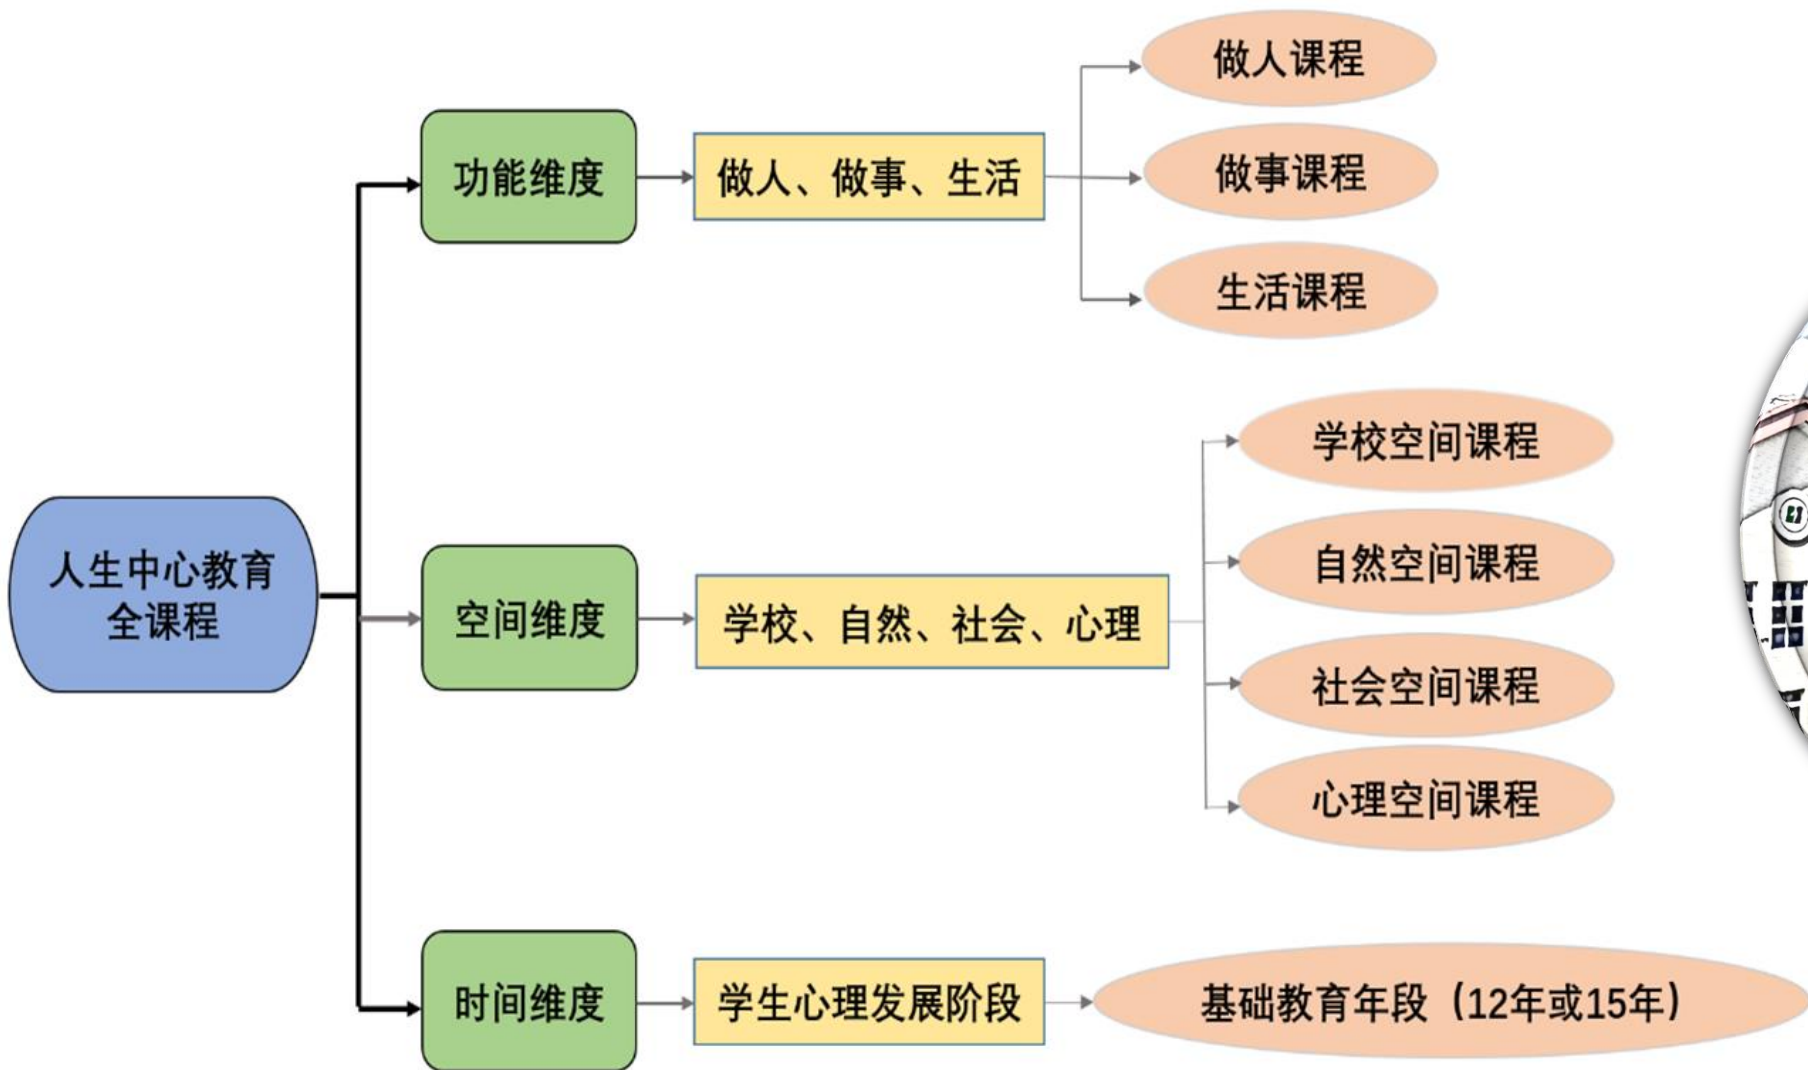 人生中心教育
全课程
功能维度
做人、做事、生活
做人课程
做事课程
生活课程
空间维度
学校、自然、社会、心理
学校空间课程
自然空间课程
社会空间课程
心理空间课程
时间维度
学生心理发展阶段
基础教育年段（12年或15年）